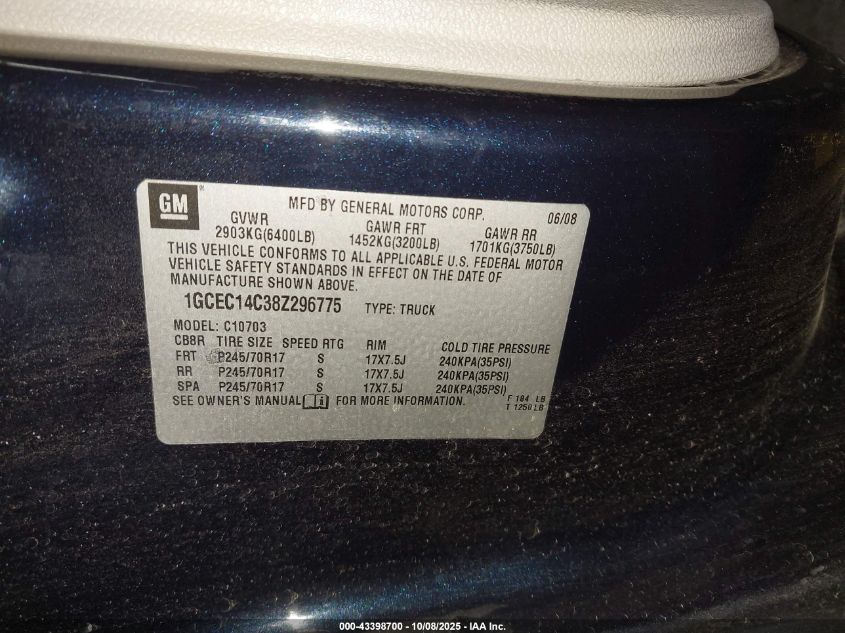 GM
MFD BY GENERAL MOTORS CORP. 06/08
GVWR GAWR FRT GAWR RR
2903KG(6400LB) 1452KG(3200LB) 1701KG(3750LB)
THIS VEHICLE CONFORMS TO ALL APPLICABLE U.S. FEDERAL MOTOR
VEHICLE SAFETY STANDARDS IN EFFECT ON THE DATE OF
MANUFACTURE SHOWN ABOVE.
1GCEC14C38Z296775 TYPE: TRUCK
MODEL: C10703
CB8R TIRE SIZE SPEED RTG RIM COLD TIRE PRESSURE
FRT P245/70R17 S 17X7.5J 240KPA(35PSI)
RR P245/70R17 S 17X7.5J 240KPA(35PSI)
SPA P245/70R17 S 17X7.5J 240KPA(35PSI)
SEE OWNER'S MANUAL FOR MORE INFORMATION.
F 184 LB
T 1250 LB
000-43398700 - 10/08/2025 - IAA Inc.